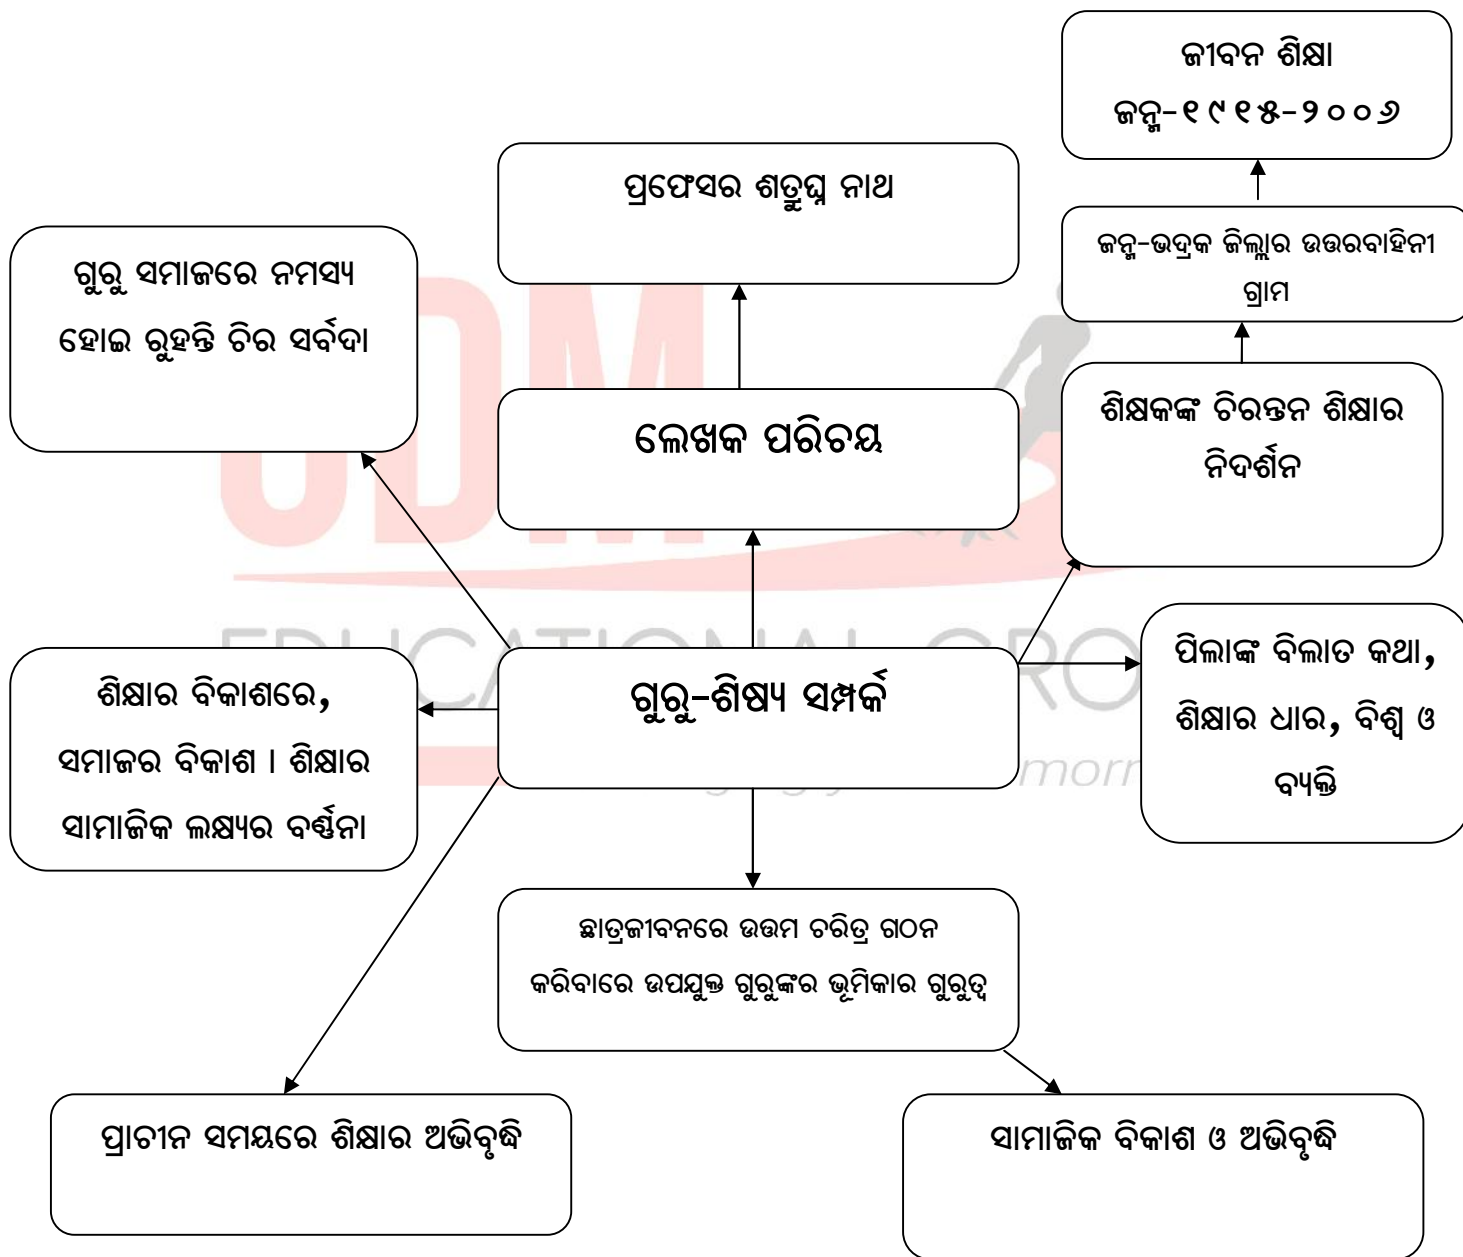 ଜୀବନ ଶିକ୍ଷା
ଜନ୍ମ-୧୯୧୫-୨୦୦୬
ପ୍ରଫେସର ଶତ୍ରୁଘ୍ନ ନାଥ
ଜନ୍ମ-ଭଦ୍ରକ ଜିଲ୍ଲାର ଉତ୍ତରବାହିନୀ
ଗ୍ରାମ
ଗୁରୁ ସମାଜରେ ନମସ୍ୟ
ହୋଇ ରୁହନ୍ତି ଚିର ସର୍ବଦା
ଲେଖକ ପରିଚୟ
ଶିକ୍ଷକଙ୍କ ଚିରନ୍ତନ ଶିକ୍ଷାର
ନିଦର୍ଶନ
ଗୁରୁ-ଶିଷ୍ୟ ସମ୍ପର୍କ
ପିଲାଙ୍କ ବିଲାତ କଥା,
ଶିକ୍ଷାର ଧାର, ବିଶ୍ୱ ଓ
ବ୍ୟକ୍ତି
ଶିକ୍ଷାର ବିକାଶରେ,
ସମାଜର ବିକାଶ । ଶିକ୍ଷାର
ସାମାଜିକ ଲକ୍ଷ୍ୟର ବର୍ଣ୍ଣନା
ଛାତ୍ରଜୀବନରେ ଉତ୍ତମ ଚରିତ୍ର ଗଠନ
କରିବାରେ ଉପଯୁକ୍ତ ଗୁରୁଙ୍କର ଭୂମିକାର ଗୁରୁତ୍ୱ
ପ୍ରାଚୀନ ସମୟରେ ଶିକ୍ଷାର ଅଭିବୃଦ୍ଧି
ସାମାଜିକ ବିକାଶ ଓ ଅଭିବୃଦ୍ଧି